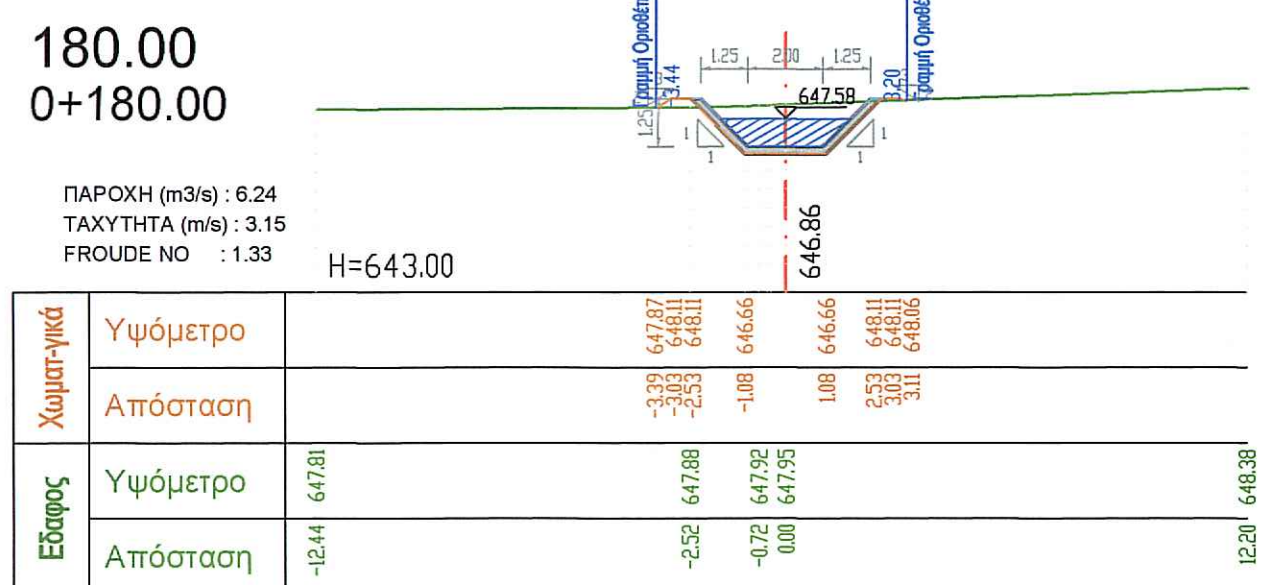 180.00
0+180.00
Γραμμή Οριοθέ
3.44
1.25
2.00
1.25
3.20
Γραμμή Οριοθέ
647.58
1.25
1
1
1
1
ΠΑΡΟΧΗ (m3/s) : 6.24
ΤΑΧΥΤΗΤΑ (m/s) : 3.15
FROUDE NO : 1.33
H=643.00
646.86
Χωματ-γικά
Υψόμετρο
647.87 648.11 648.11 646.66 646.66 648.11 648.11 648.06
Απόσταση
-3.39 -3.03 -2.53 -1.08 1.08 2.53 3.03 3.11
Εδαφος
Υψόμετρο
647.81 647.88 647.92 647.95 648.38
Απόσταση
-12.44 -2.52 -0.72 0.00 12.20